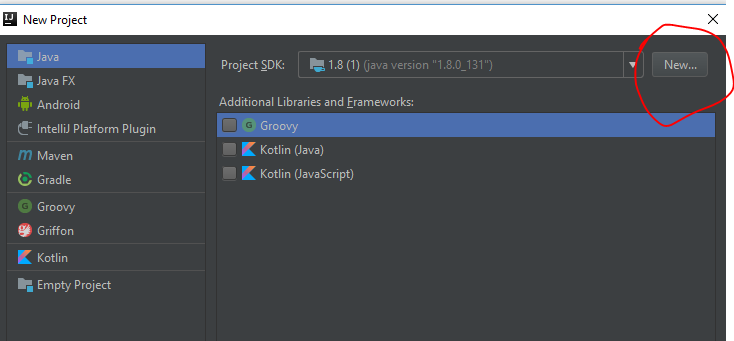 New Project
Java
Java FX
Android
IntelliJ Platform Plugin
Maven
Gradle
Groovy
Griffon
Kotlin
Empty Project
Project SDK: 1.8 (1) (java version "1.8.0_131") New...
Additional Libraries and Frameworks:
Groovy
Kotlin (Java)
Kotlin (JavaScript)